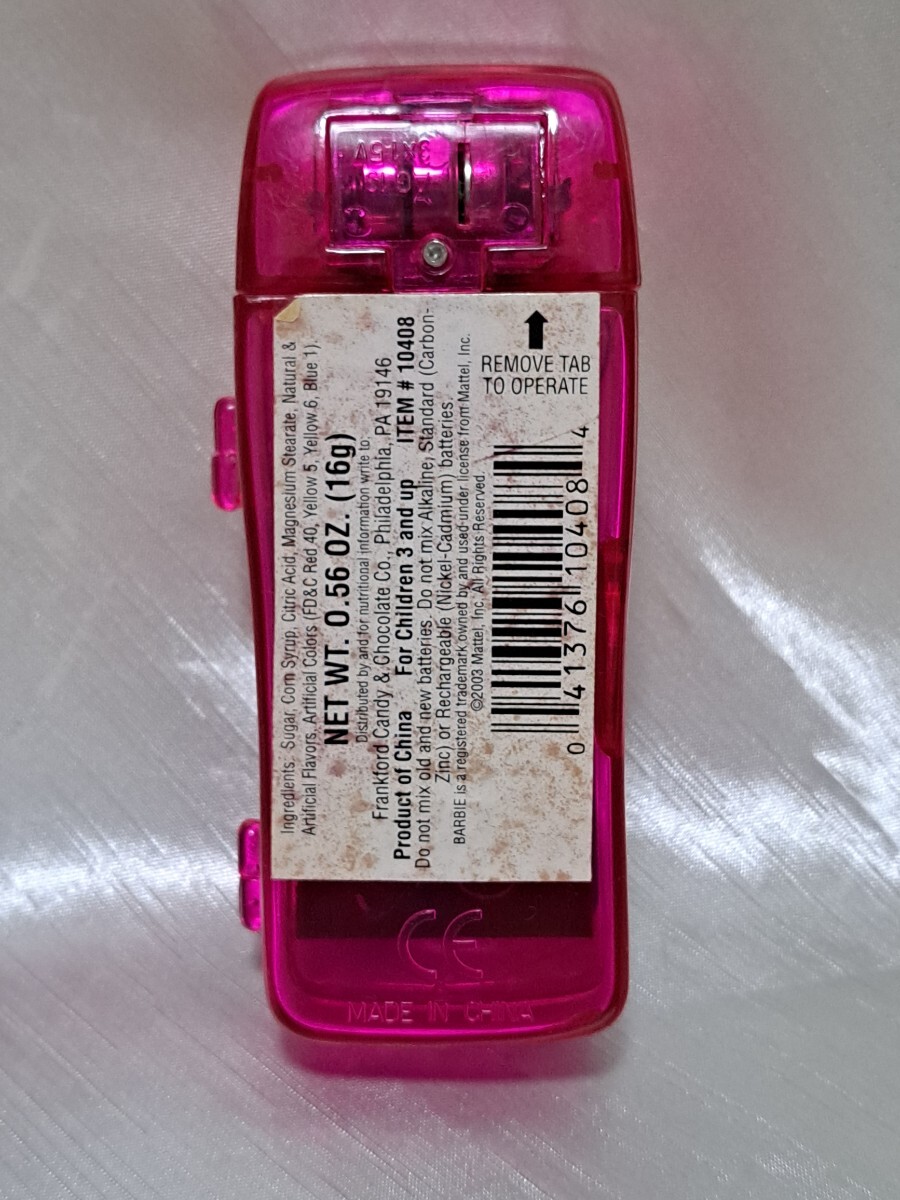 3X1.5V
REMOVE TAB
TO OPERATE
Ingredients: Sugar, Corn Syrup, Citric Acid, Magnesium Stearate, Natural &
Artificial Flavors, Artificial Colors (FD&C Red 40, Yellow 5, Yellow 6, Blue 1).
NET WT. 0.56 OZ. (16g)
Distributed by and for nutritional information write to:
Frankford Candy & Chocolate Co., Philadelphia, PA 19146
Product of China For Children 3 and up ITEM # 10408
Do not mix old and new batteries. Do not mix Alkaline, Standard (Carbon-
Zinc) or Rechargeable (Nickel-Cadmium) batteries.
BARBIE is a registered trademark owned by and used under license from Mattel, Inc.
©2003 Mattel, Inc. All Rights Reserved.
0 41376 10408 4
CE
MADE IN CHINA